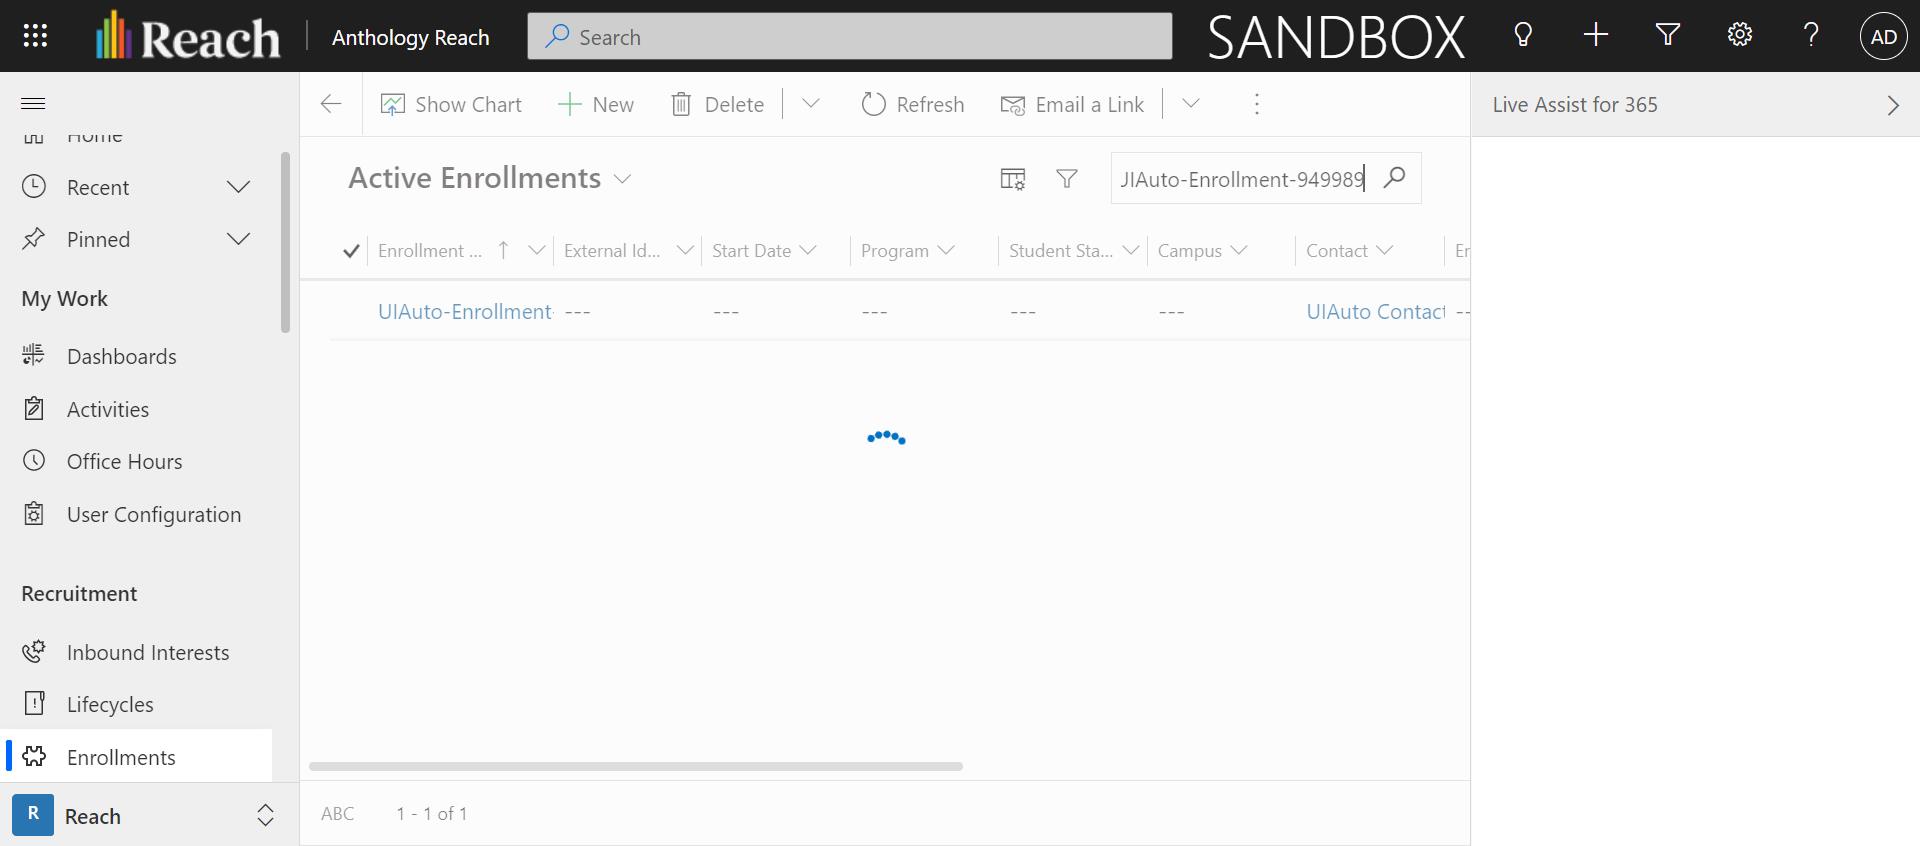 Reach
Anthology Reach
Search
SANDBOX
AD
Show Chart
New
Delete
Refresh
Email a Link
Live Assist for 365
Home
Recent
Pinned
My Work
Dashboards
Activities
Office Hours
User Configuration
Recruitment
Inbound Interests
Lifecycles
Enrollments
R Reach
Active Enrollments
UIAuto-Enrollment-949989
Enrollment ...
External Id...
Start Date
Program
Student Sta...
Campus
Contact
En
UIAuto-Enrollment-
---
---
---
---
---
UIAuto Contact
--
ABC
1 - 1 of 1